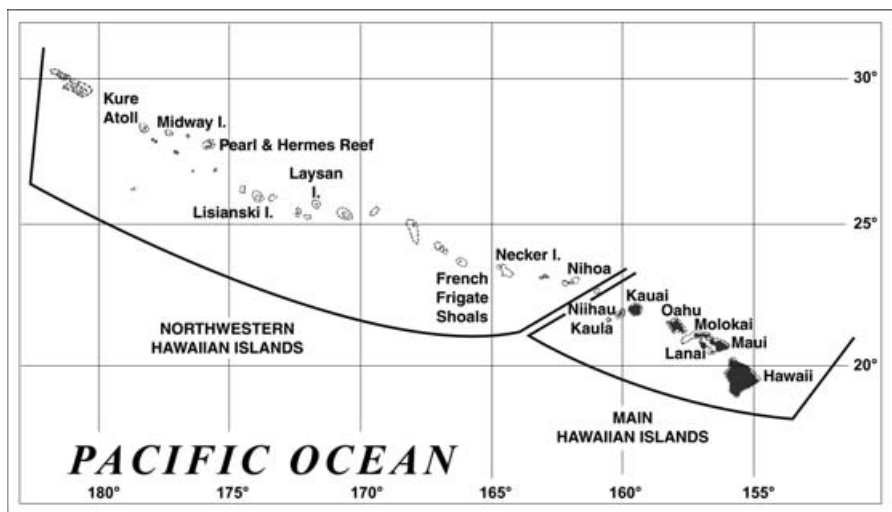 30°
Kure
Atoll
Midway I.
Pearl & Hermes Reef
Laysan
I.
Lisianski I.
25°
Necker I.
Nihoa
French
Frigate
Shoals
Niihau
Kaula
Kauai
Oahu
Molokai
Maui
Lanai
Hawaii
20°
NORTHWESTERN
HAWAIIAN ISLANDS
MAIN
HAWAIIAN ISLANDS
PACIFIC OCEAN
180°
175°
170°
165°
160°
155°